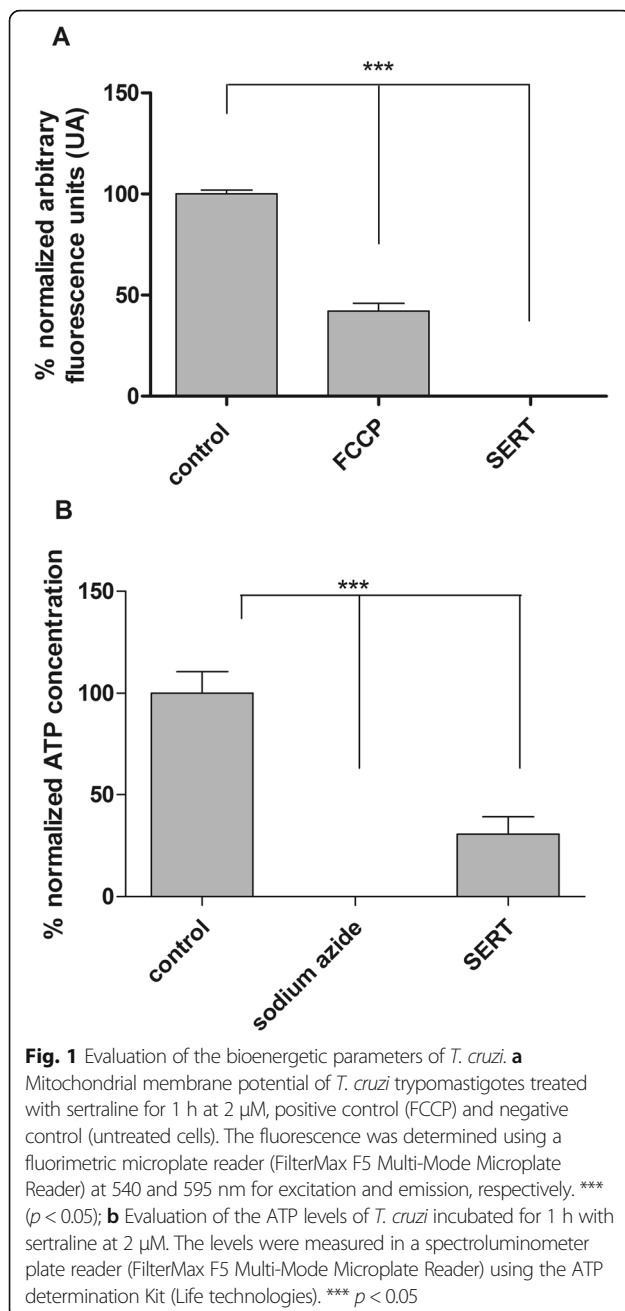 A
***
150
100
50
0
% normalized arbitrary
fluorescence units (UA)
control
FCCP
SERT
B
***
150
100
50
0
% normalized ATP concentration
control
sodium azide
SERT
Fig. 1 Evaluation of the bioenergetic parameters of T. cruzi. a
Mitochondrial membrane potential of T. cruzi trypomastigotes treated
with sertraline for 1 h at 2 μM, positive control (FCCP) and negative
control (untreated cells). The fluorescence was determined using a
fluorimetric microplate reader (FilterMax F5 Multi-Mode Microplate
Reader) at 540 and 595 nm for excitation and emission, respectively. ***
(p < 0.05); b Evaluation of the ATP levels of T. cruzi incubated for 1 h with
sertraline at 2 μM. The levels were measured in a spectroluminometer
plate reader (FilterMax F5 Multi-Mode Microplate Reader) using the ATP
determination Kit (Life technologies). *** p < 0.05